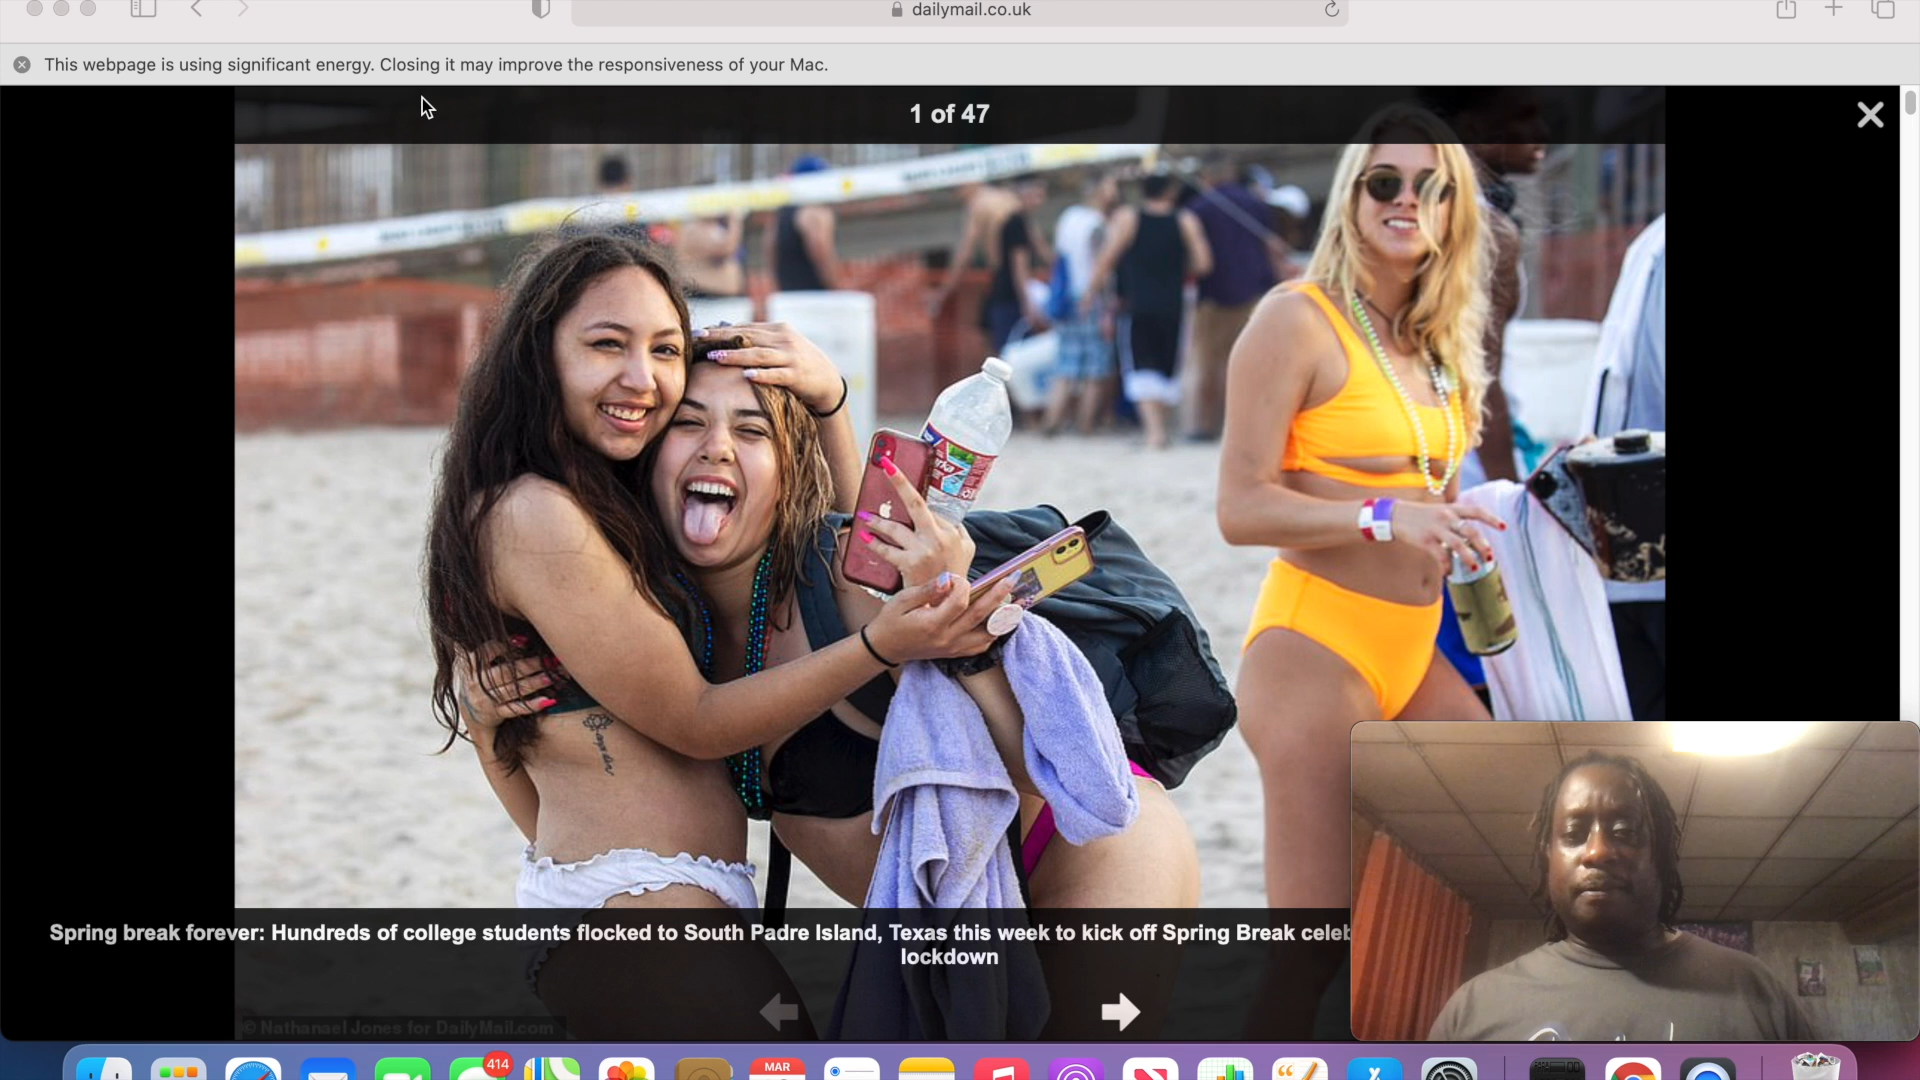 dailymail.co.uk
This webpage is using significant energy. Closing it may improve the responsiveness of your Mac.
1 of 47
Spring break forever: Hundreds of college students flocked to South Padre Island, Texas this week to kick off Spring Break celeb
lockdown
© Nathanael Jones for DailyMail.com
414
MAR